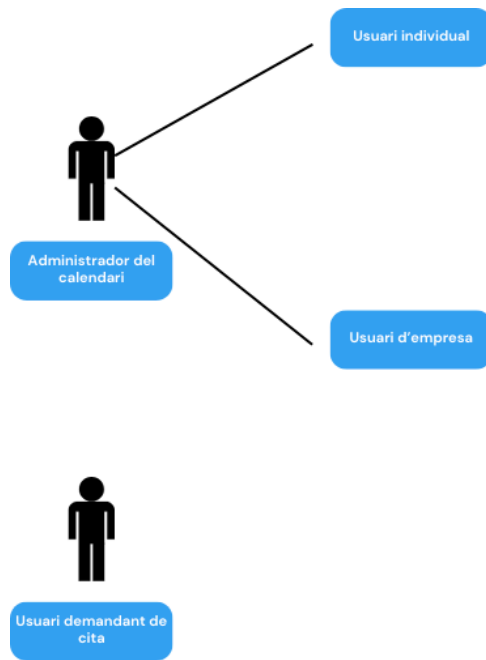 Usuari individual
Administrador del
calendari
Usuari d’empresa
Usuari demandant de
cita